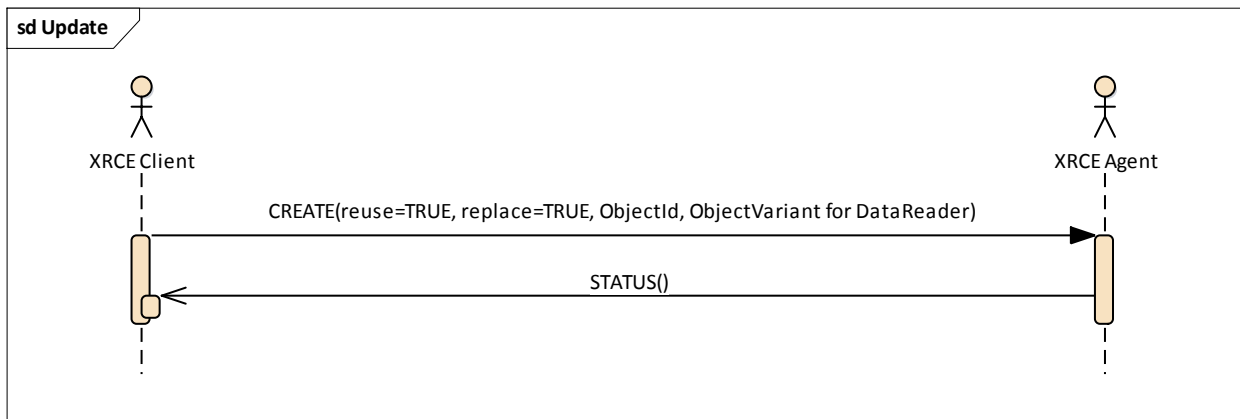 sd Update
XRCE Client
XRCE Agent
CREATE(reuse=TRUE, replace=TRUE, ObjectId, ObjectVariant for DataReader)
STATUS()